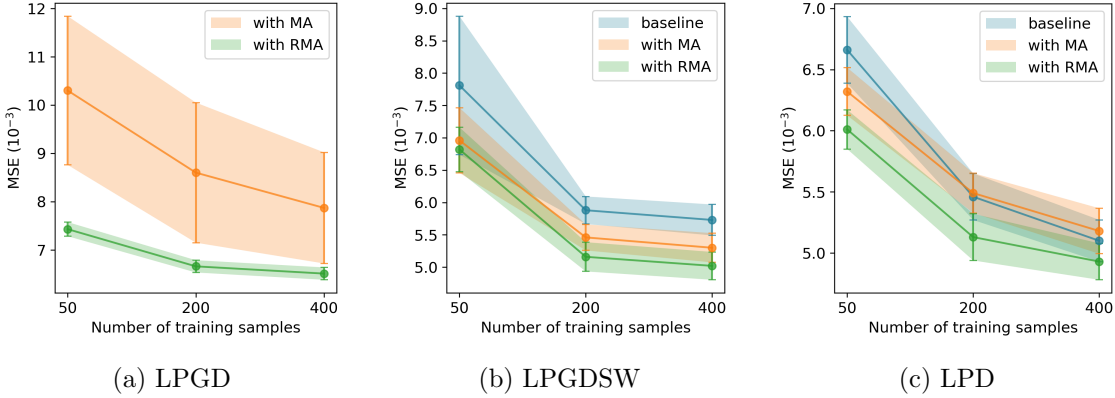 with MA
with RMA
12
11
10
9
8
7
MSE (10⁻³)
50
200
400
Number of training samples
(a) LPGD
baseline
with MA
with RMA
9.0
8.5
8.0
7.5
7.0
6.5
6.0
5.5
5.0
MSE (10⁻³)
50
200
400
Number of training samples
(b) LPGDSW
baseline
with MA
with RMA
7.0
6.5
6.0
5.5
5.0
MSE (10⁻³)
50
200
400
Number of training samples
(c) LPD